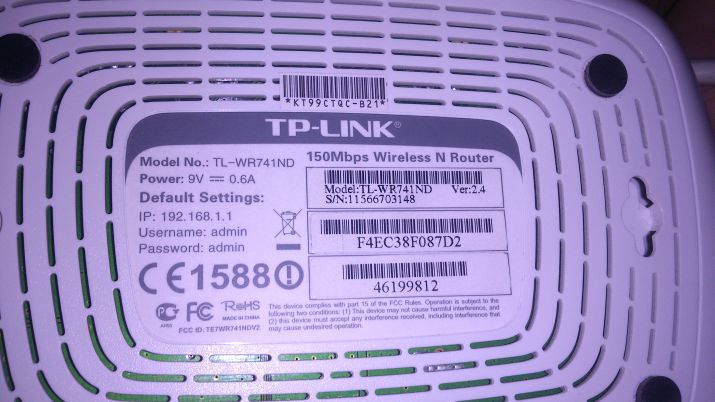 *KT99CTQC-B21*
TP-LINK®
Model No.: TL-WR741ND
Power: 9V ⎓ 0.6A
Default Settings:
IP: 192.168.1.1
Username: admin
Password: admin
150Mbps Wireless N Router
Model:TL-WR741ND Ver:2.4
S/N:11566703148
F4EC38F087D2
46199812
CE1588
FC RoHS
MADE IN CHINA
FCC ID: TE7WR741NDV2
This device complies with part 15 of the FCC Rules. Operation is subject to the
following two conditions: (1) This device may not cause harmful interference, and
(2) this device must accept any interference received, including interference that
may cause undesired operation.